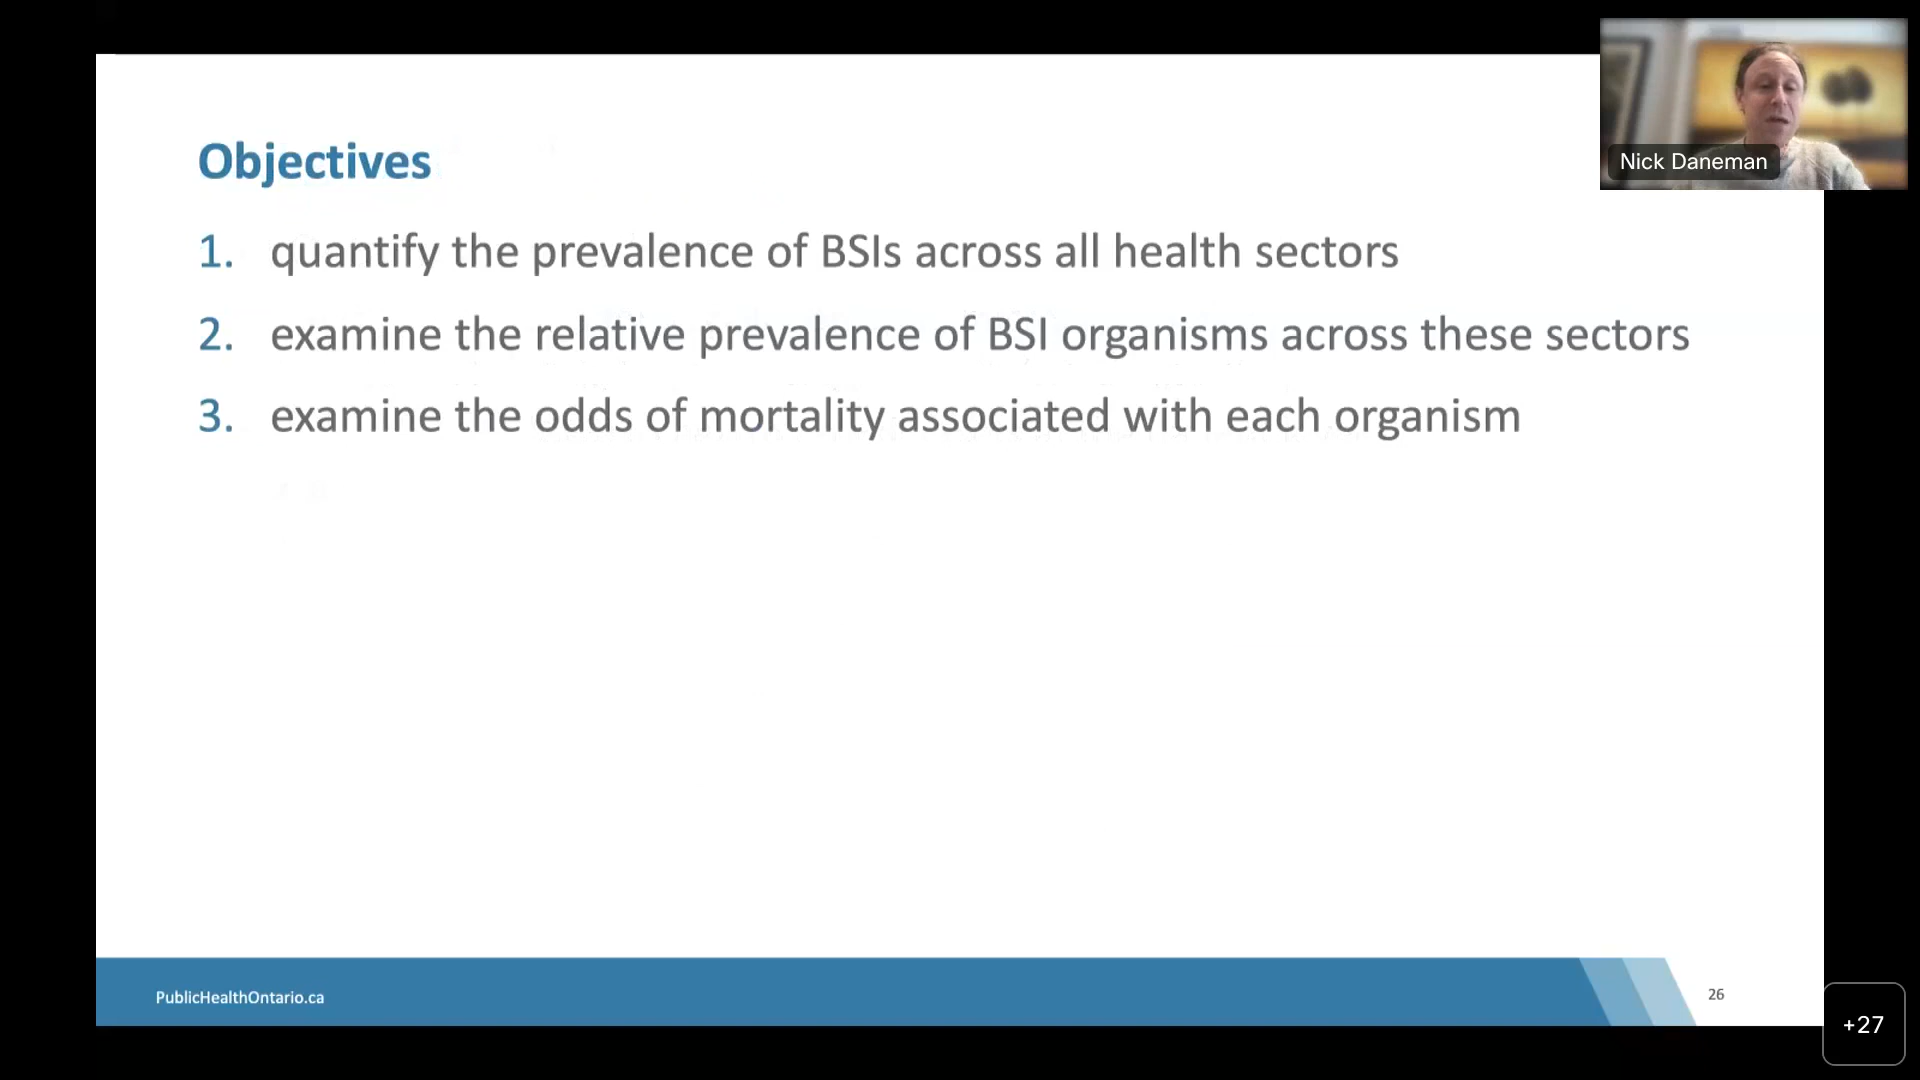 Objectives
1. quantify the prevalence of BSIs across all health sectors
2. examine the relative prevalence of BSI organisms across these sectors
3. examine the odds of mortality associated with each organism
Nick Daneman
PublicHealthOntario.ca
26
+27